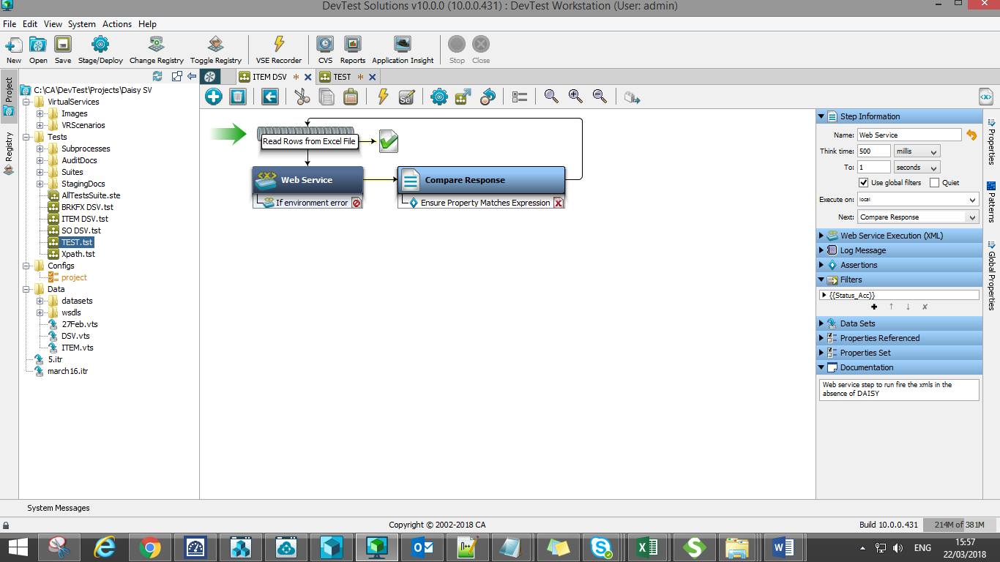 DevTest Solutions v10.0.0 (10.0.0.431) : DevTest Workstation (User: admin)
File Edit View System Actions Help
New Open Save Stage/Deploy Change Registry Toggle Registry VSE Recorder CVS Reports Application Insight Stop Close
Project
Registry
C:\CA\DevTest\Projects\Daisy SV
VirtualServices
Images
VRScenarios
Tests
Subprocesses
AuditDocs
Suites
StagingDocs
AllTestsSuite.ste
BRKFX DSV.tst
ITEM DSV.tst
SO DSV.tst
TEST.tst
Xpath.tst
Configs
project
Data
datasets
wsdls
27Feb.vts
DSV.vts
ITEM.vts
5.itr
march16.itr
ITEM DSV TEST
Read Rows from Excel File
Web Service Compare Response
If environment error Ensure Property Matches Expression
Step Information
Name: Web Service
Think time: 500 millis
To: 1 seconds
Use global filters Quiet
Execute on: local
Next: Compare Response
Web Service Execution (XML)
Log Message
Assertions
Filters
{{Status_Acc}}
Data Sets
Properties Referenced
Properties Set
Documentation
Web service step to run fire the xmls in the
absence of DAISY
Properties
Patterns
Global Properties
System Messages
Copyright © 2002-2018 CA Build 10.0.0.431 214M of 381M
ENG 15:57
22/03/2018